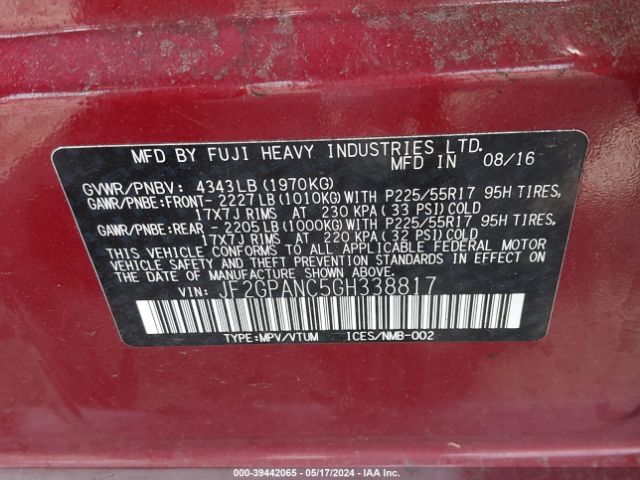 MFD BY FUJI HEAVY INDUSTRIES LTD.
MFD IN 08/16
GVWR/PNBV: 4343LB (1970KG)
GAWR/PNBE:FRONT-2227LB (1010KG)WITH P225/55R17 95H TIRES,
17X7J RIMS AT 230 KPA (33 PSI)COLD
GAWR/PNBE:REAR - 2205LB (1000KG)WITH P225/55R17 95H TIRES,
17X7J RIMS AT 220 KPA (32 PSI)COLD
THIS VEHICLE CONFORMS TO ALL APPLICABLE FEDERAL MOTOR
VEHICLE SAFETY AND THEFT PREVENTION STANDARDS IN EFFECT ON
THE DATE OF MANUFACTURE SHOWN ABOVE.
VIN: JF2GPANC5GH338817
TYPE:MPV/VTUM ICES/NMB-002
000-39442065 - 05/17/2024 - IAAI.COM